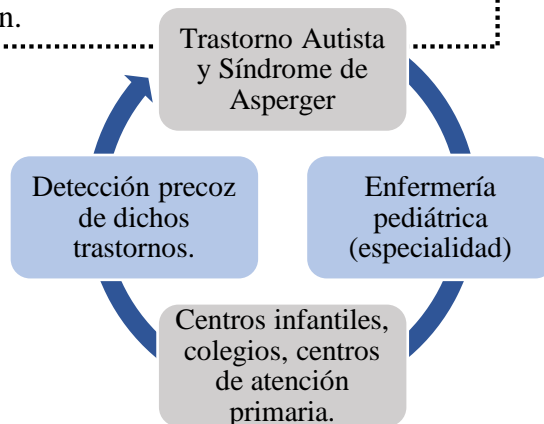 n.
Trastorno Autista
y Síndrome de
Asperger
Detección precoz
de dichos
trastornos.
Enfermería
pediátrica
(especialidad)
Centros infantiles,
colegios, centros
de atención
primaria.